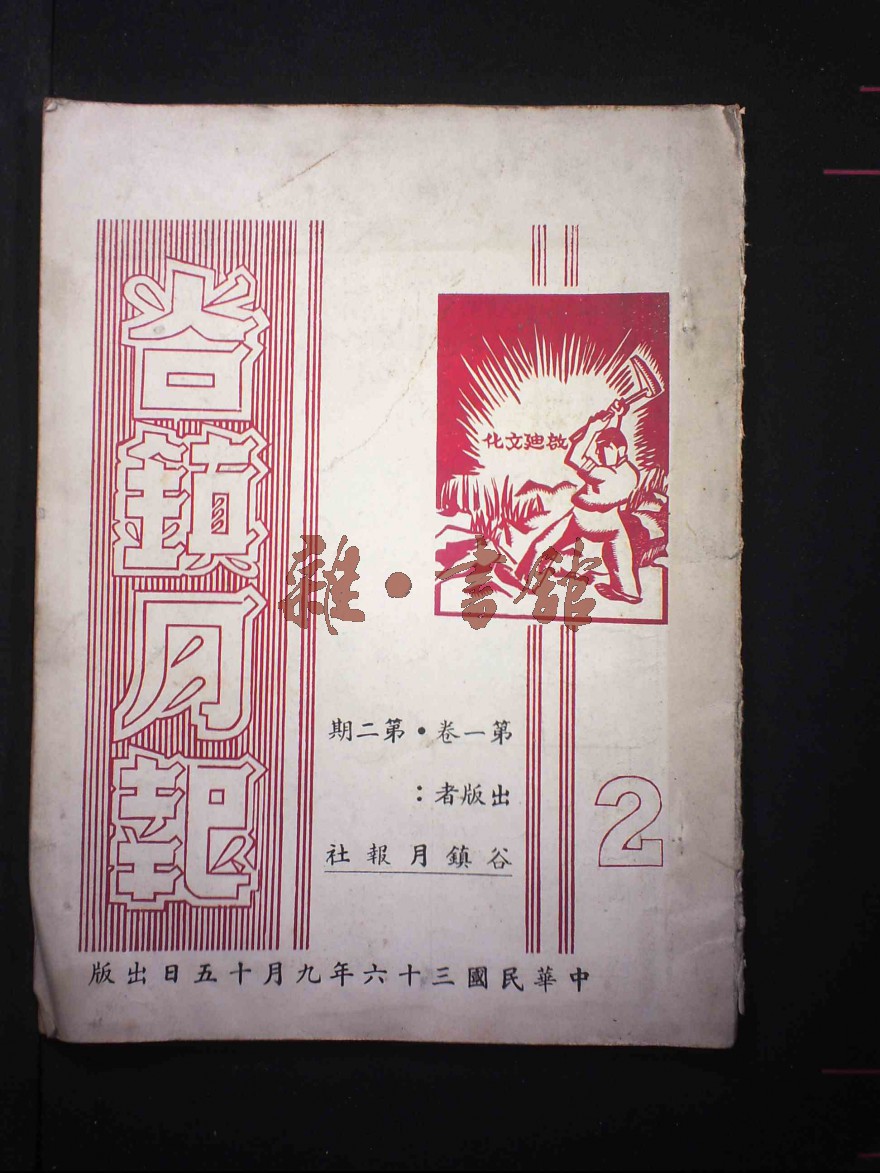 谷鎮月報
啟廸文化
雜·書館
第一卷·第二期
出版者：
谷鎮月報社
2
中華民國三十六年九月十五日出版